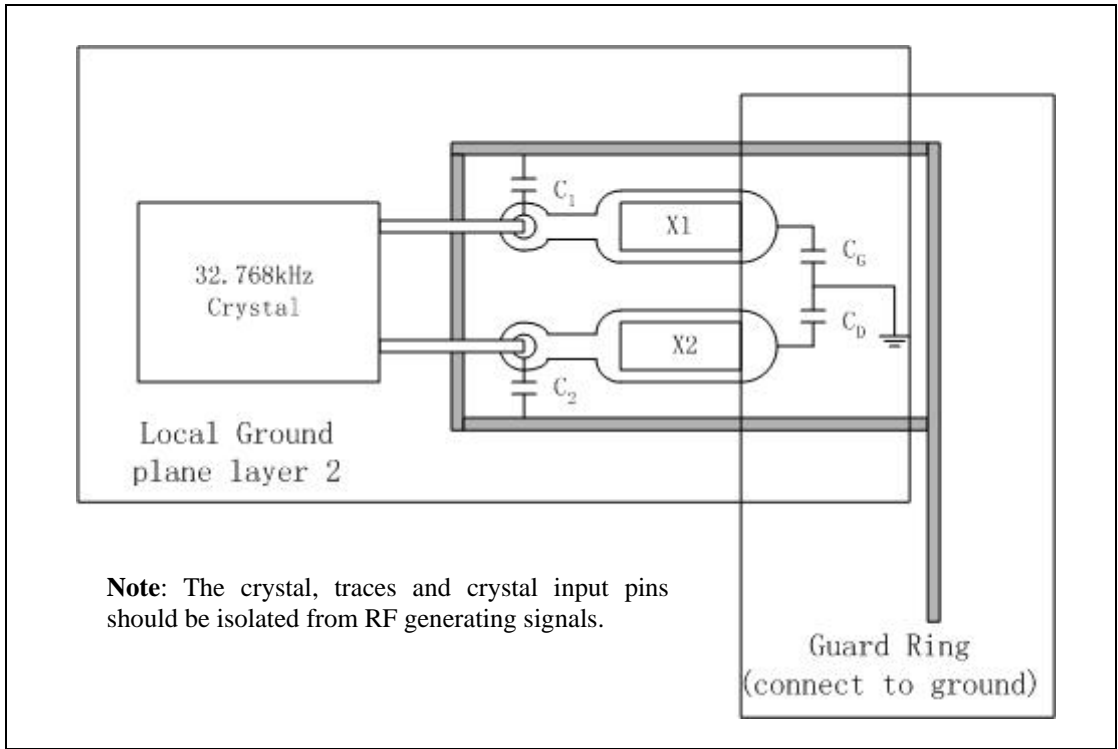 32.768kHz
Crystal
C1
X1
CG
X2
CD
C2
Local Ground
plane layer 2
Note: The crystal, traces and crystal input pins
should be isolated from RF generating signals.
Guard Ring
(connect to ground)